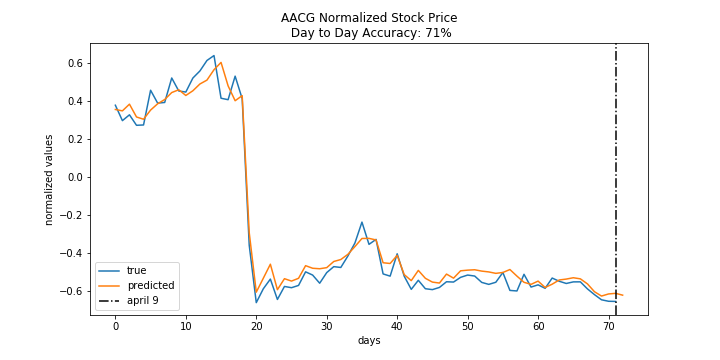 AACG Normalized Stock Price
Day to Day Accuracy: 71%
0.6
0.4
0.2
0.0
−0.2
−0.4
−0.6
normalized values
true
predicted
april 9
0 10 20 30 40 50 60 70
days